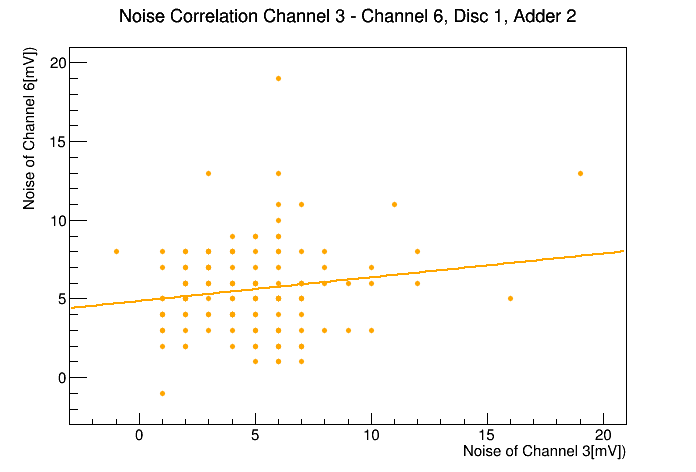 Noise Correlation Channel 3 - Channel 6, Disc 1, Adder 2
Noise of Channel 6[mV])
20
15
10
5
0
0 5 10 15 20
Noise of Channel 3[mV])